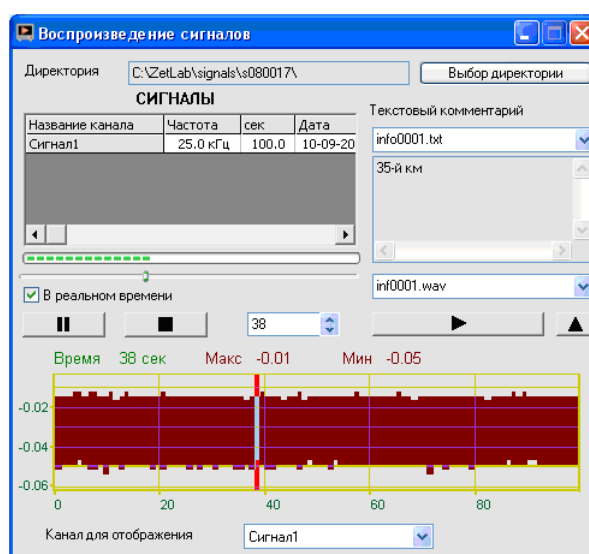 Воспроизведение сигналов
Директория C:\ZetLab\signals\s080017\ Выбор директории
СИГНАЛЫ
Текстовый комментарий
Название канала Частота сек Дата
Сигнал1 25.0 кГц 100.0 10-09-20
info0001.txt
35-й км
inf0001.wav
В реальном времени
38
Время 38 сек Макс -0.01 Мин -0.05
-0.02
-0.04
-0.06
0 20 40 60 80
Канал для отображения Сигнал1